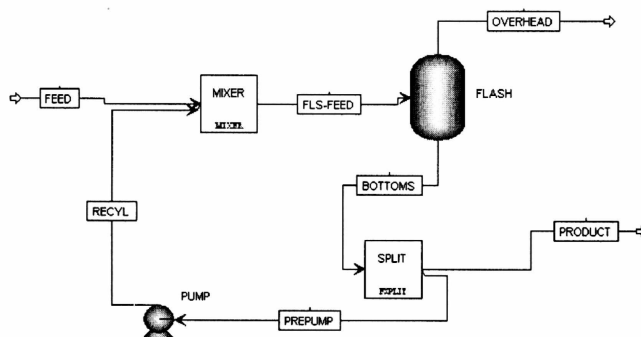 OVERHEAD
MIXER
FEED
FLS-FEED
FLASH
MIXER
BOTTOMS
RECYL
PRODUCT
SPLIT
FSPLIT
PUMP
PREPUMP